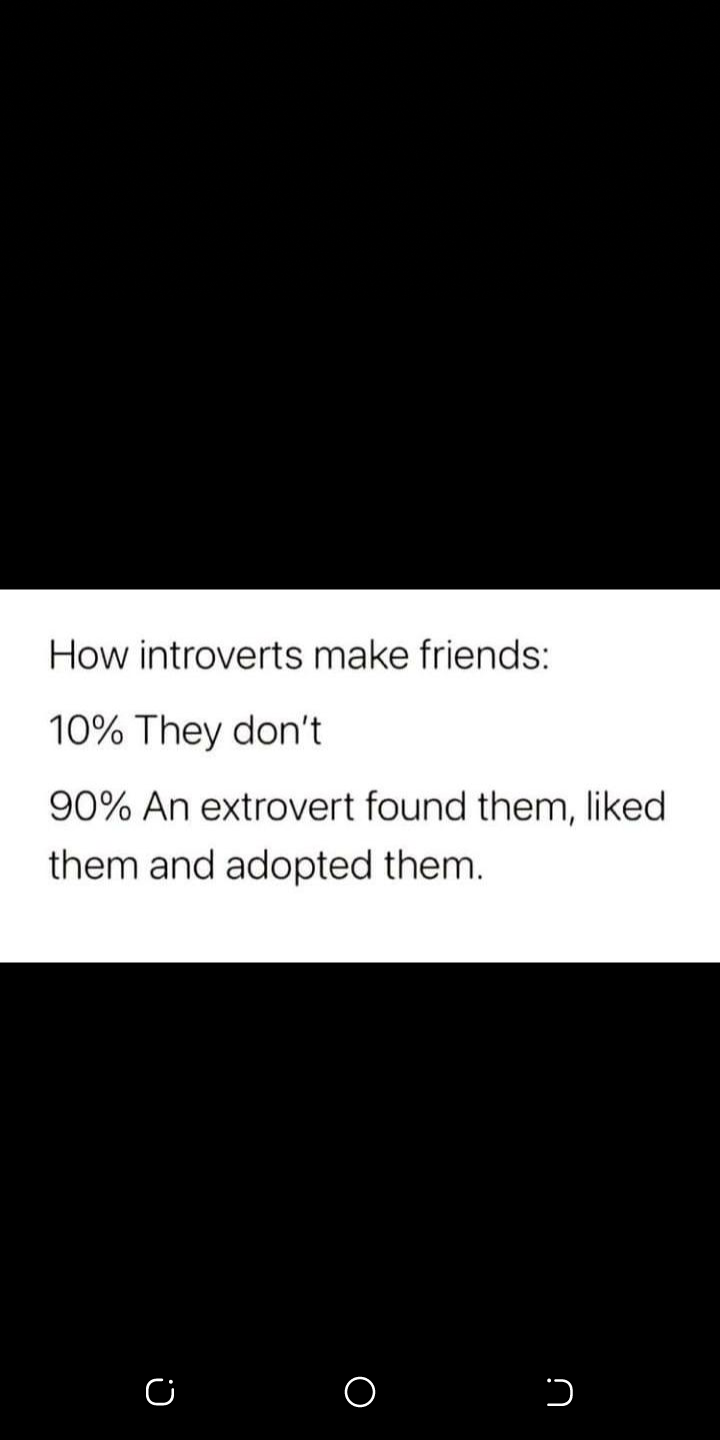 How introverts make friends:
10% They don't
90% An extrovert found them, liked
them and adopted them.